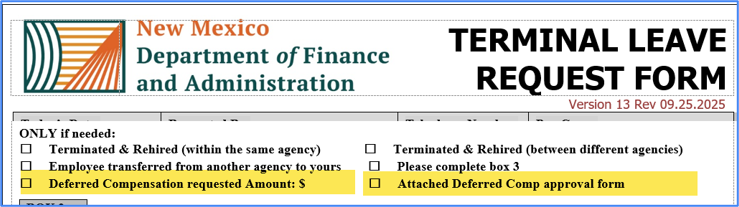 New Mexico
Department of Finance
and Administration
TERMINAL LEAVE
REQUEST FORM
Version 13 Rev 09.25.2025
ONLY if needed:
☐ Terminated & Rehired (within the same agency) ☐ Terminated & Rehired (between different agencies)
☐ Employee transferred from another agency to yours ☐ Please complete box 3
☐ Deferred Compensation requested Amount: $ ☐ Attached Deferred Comp approval form